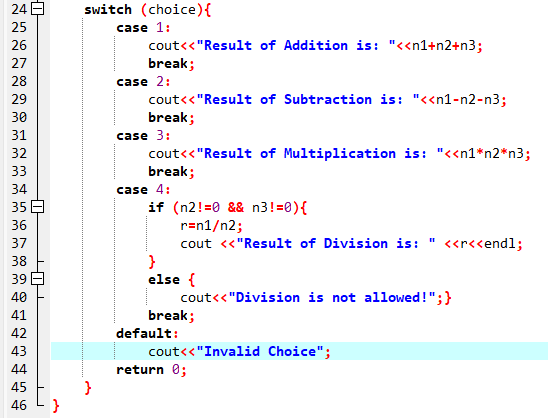 24 switch (choice){
25 case 1:
26 cout<<"Result of Addition is: "<<n1+n2+n3;
27 break;
28 case 2:
29 cout<<"Result of Subtraction is: "<<n1-n2-n3;
30 break;
31 case 3:
32 cout<<"Result of Multiplication is: "<<n1*n2*n3;
33 break;
34 case 4:
35 if (n2!=0 && n3!=0){
36 r=n1/n2;
37 cout <<"Result of Division is: " <<r<<endl;
38 }
39 else {
40 cout<<"Division is not allowed!";}
41 break;
42 default:
43 cout<<"Invalid Choice";
44 return 0;
45 }
46 }